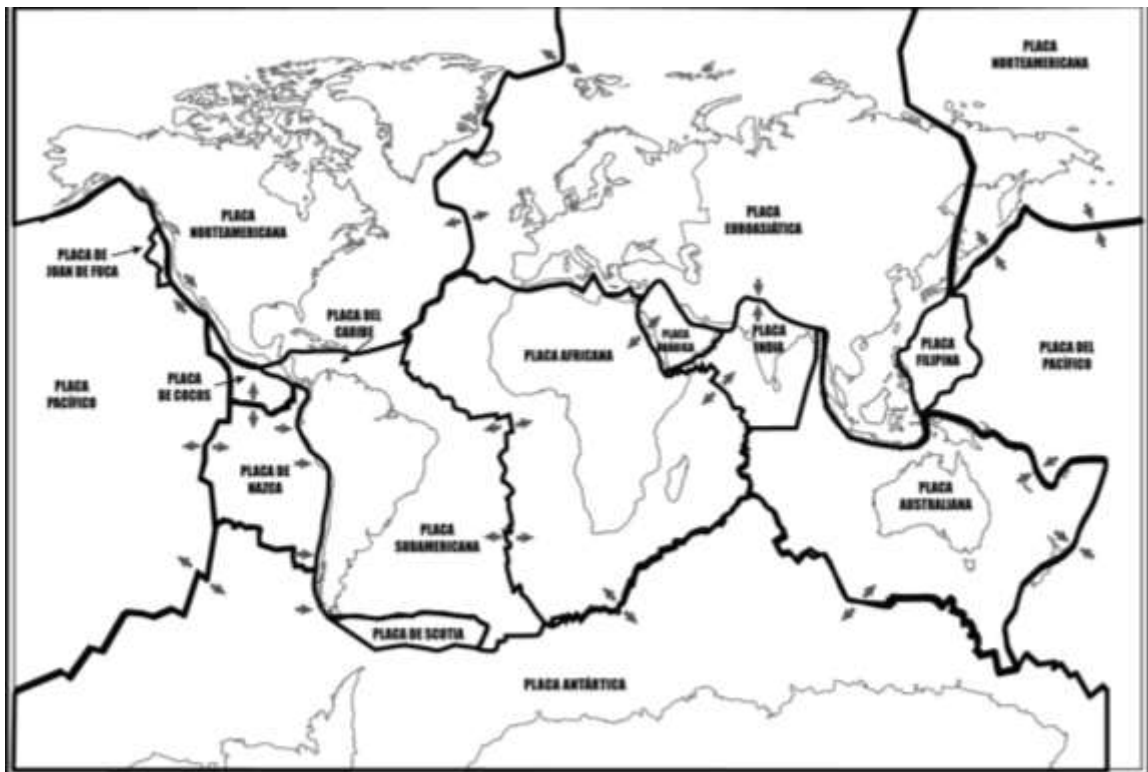 PLACA
NORTEAMERICANA
PLACA
NORTEAMERICANA
PLACA
EUROASIÁTICA
PLACA DE
JUAN DE FUCA
PLACA DEL
CARIBE
PLACA
ARÁBIGA
PLACA
INDIA
PLACA
FILIPINA
PLACA DEL
PACÍFICO
PLACA AFRICANA
PLACA
PACÍFICO
PLACA
DE COCOS
PLACA DE
NAZCA
PLACA
SUDAMERICANA
PLACA
AUSTRALIANA
PLACA DE SCOTIA
PLACA ANTÁRTICA